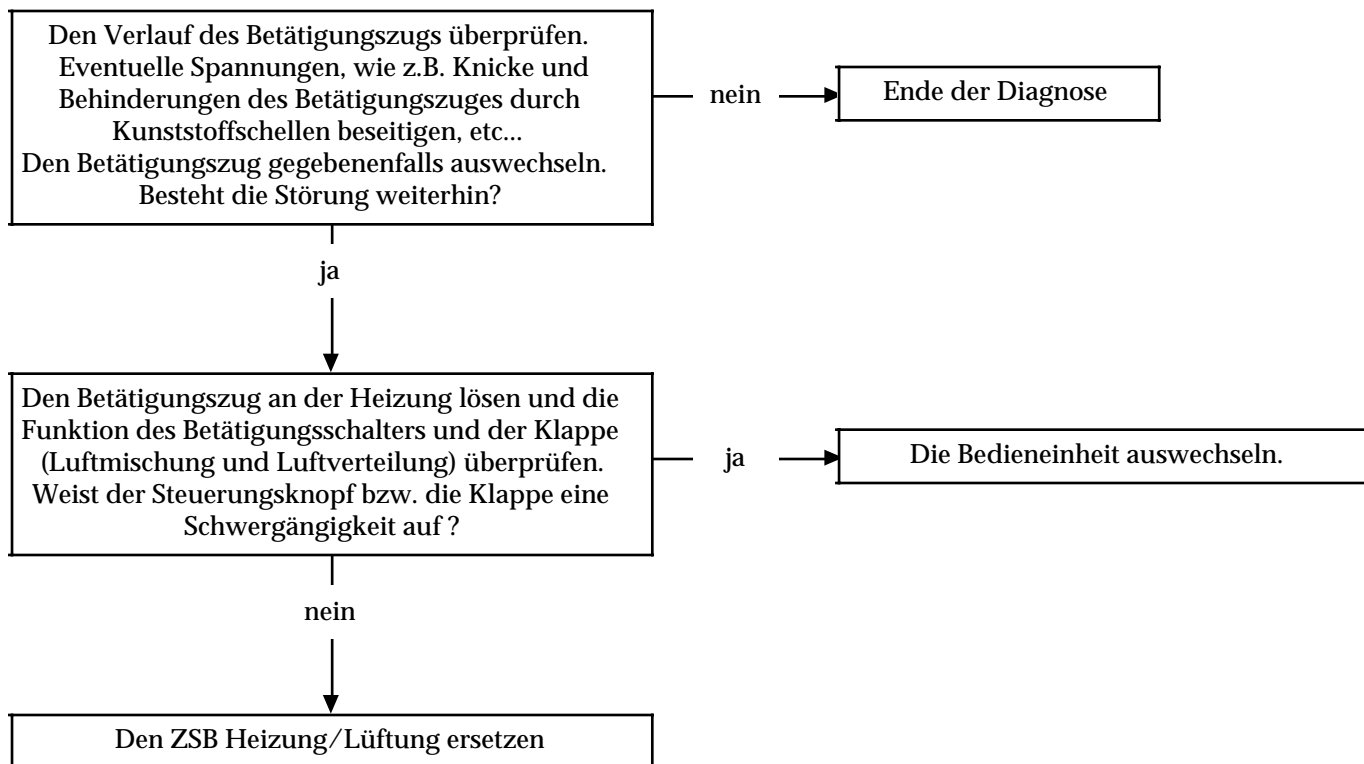 Den Verlauf des Betätigungszugs überprüfen.
Eventuelle Spannungen, wie z.B. Knicke und
Behinderungen des Betätigungszuges durch
Kunststoffschellen beseitigen, etc...
Den Betätigungszug gegebenenfalls auswechseln.
Besteht die Störung weiterhin?
nein
Ende der Diagnose
ja
Den Betätigungszug an der Heizung lösen und die
Funktion des Betätigungsschalters und der Klappe
(Luftmischung und Luftverteilung) überprüfen.
Weist der Steuerungsknopf bzw. die Klappe eine
Schwergängigkeit auf ?
ja
Die Bedieneinheit auswechseln.
nein
Den ZSB Heizung/Lüftung ersetzen